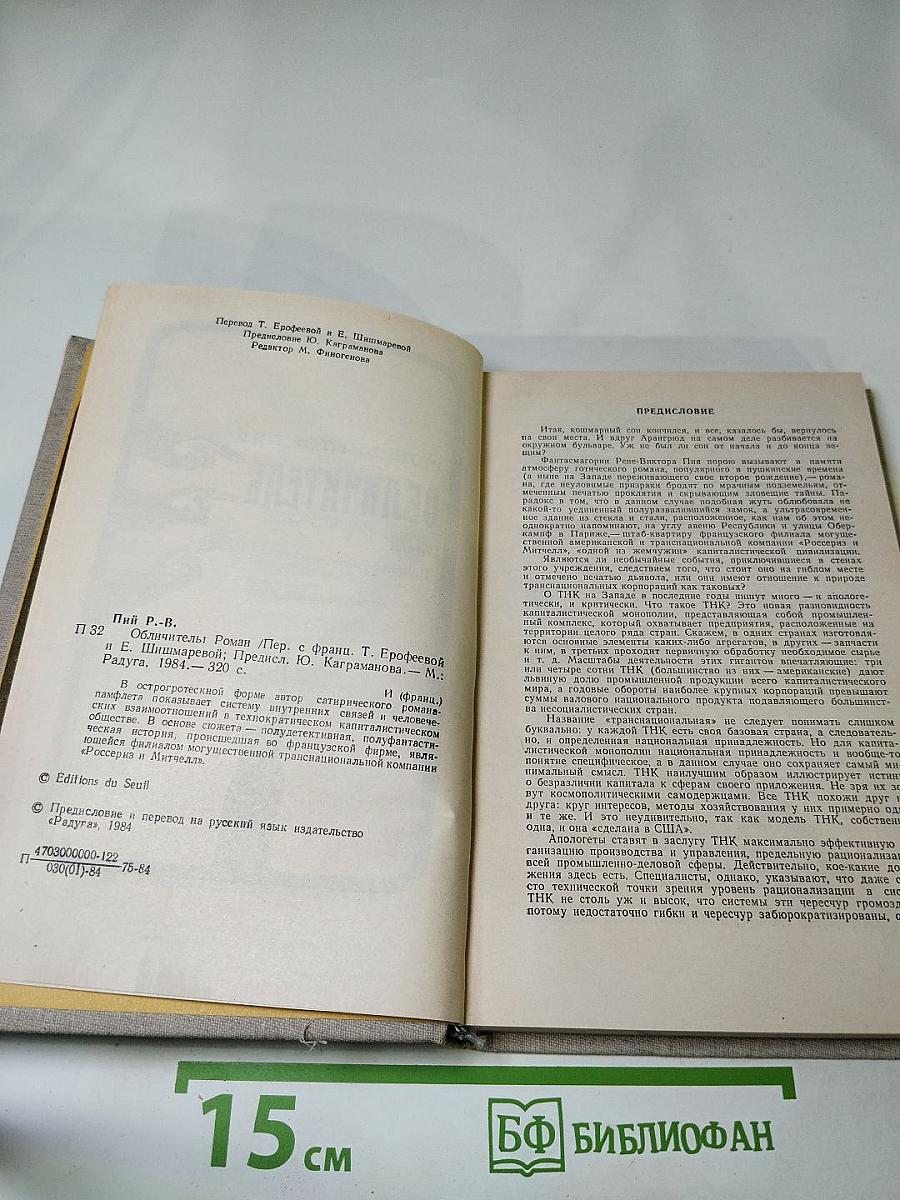 Перевод Т. Ерофеевой и Е. Шишмаревой
Предисловие Ю. Каграманова
Редактор М. Финогенова
Пий Р.-В.
П 32 Обличитель: Роман /Пер. с франц. Т. Ерофеевой
и Е. Шишмаревой; Предисл. Ю. Каграманова.— М.:
Радуга, 1984.— 320 с.
И (франц.)
В острогротескной форме автор сатирического романа-
памфлета показывает систему внутренних связей и человече-
ских взаимоотношений в технократическом капиталистическом
обществе. В основе сюжета — полудетективная, полуфантасти-
ческая история, происшедшая во французской фирме, явля-
ющейся филиалом могущественной транснациональной компании
«Россериз и Митчелл».
© Editions du Seuil
© Предисловие и перевод на русский язык издательство
«Радуга», 1984
П 4703000000-122
030(01)-84 75-84
ПРЕДИСЛОВИЕ
Итак, кошмарный сон кончился, и все, казалось бы, вернулось
на свои места. И вдруг Арангрюд на самом деле разбивается на
окружном бульваре. Уж не был ли сон от начала и до конца ве-
щим?
Фантасмагории Рене-Виктора Пия порою вызывают в памяти
атмосферу готического романа, популярного в пушкинские времена
(а ныне на Западе переживающего свое второе рождение),— рома-
на, где неуловимые призраки бродят по мрачным подземельям, от-
меченным печатью проклятия и скрывающим зловещие тайны. Па-
радокс в том, что в данном случае подобная жуть облюбовала не
какой-то уединенный полуразвалившийся замок, а ультрасовремен-
ное здание из стекла и стали, расположенное, как нам об этом не-
однократно напоминают, на углу авеню Республики и улицы Обер-
кампф в Париже,— штаб-квартиру французского филиала могуще-
ственной американской и транснациональной компании «Россериз и
Митчелл», «одной из жемчужин» капиталистической цивилизации.
Являются ли необычайные события, приключившиеся в стенах
этого учреждения, следствием того, что стоит оно на гиблом месте
и отмечено печатью дьявола, или они имеют отношение к природе
транснациональных корпораций как таковых?
О ТНК на Западе в последние годы пишут много — и апологе-
тически, и критически. Что такое ТНК? Это новая разновидность
капиталистической монополии, представляющая собой промышлен-
ный комплекс, который охватывает предприятия, расположенные на
территории целого ряда стран. Скажем, в одних странах изготовля-
ются основные элементы каких-либо агрегатов, в других — запчасти
к ним, в третьих проходит первичную обработку необходимое сырье
и т. д. Масштабы деятельности этих гигантов впечатляющие: три
или четыре сотни ТНК (большинство из них — американские) дают
львиную долю промышленной продукции всего капиталистического
мира, а годовые обороты наиболее крупных корпораций превышают
суммы валового национального продукта подавляющего большинст-
ва несоциалистических стран.
Название «транснациональная» не следует понимать слишком
буквально: у каждой ТНК есть своя базовая страна, а следователь-
но, и определенная национальная принадлежность. Но для капита-
листической монополии национальная принадлежность и вообще-то
понятие специфическое, а в данном случае оно сохраняет самый ми-
нимальный смысл. ТНК наилучшим образом иллюстрирует истин
о безразличии капитала к сферам своего приложения. Не зря их зо
вут космополитическими самодержцами. Все ТНК похожи друг н
друга: круг интересов, методы хозяйствования у них примерно одн
и те же. И это неудивительно, так как модель ТНК, собствен
одна, и она «сделана в США».
Апологеты ставят в заслугу ТНК максимально эффективную
ганизацию производства и управления, предельную рационализац
всей промышленно-деловой сферы. Действительно, кое-какие до
жения здесь есть. Специалисты, однако, указывают, что даже с
сто технической точки зрения уровень рационализации в сис
ТНК не столь уж и высок, что системы эти чересчур громозд
потому недостаточно гибки и чересчур забюрократизированы, о
15 см
БФ БИБЛИОФАН